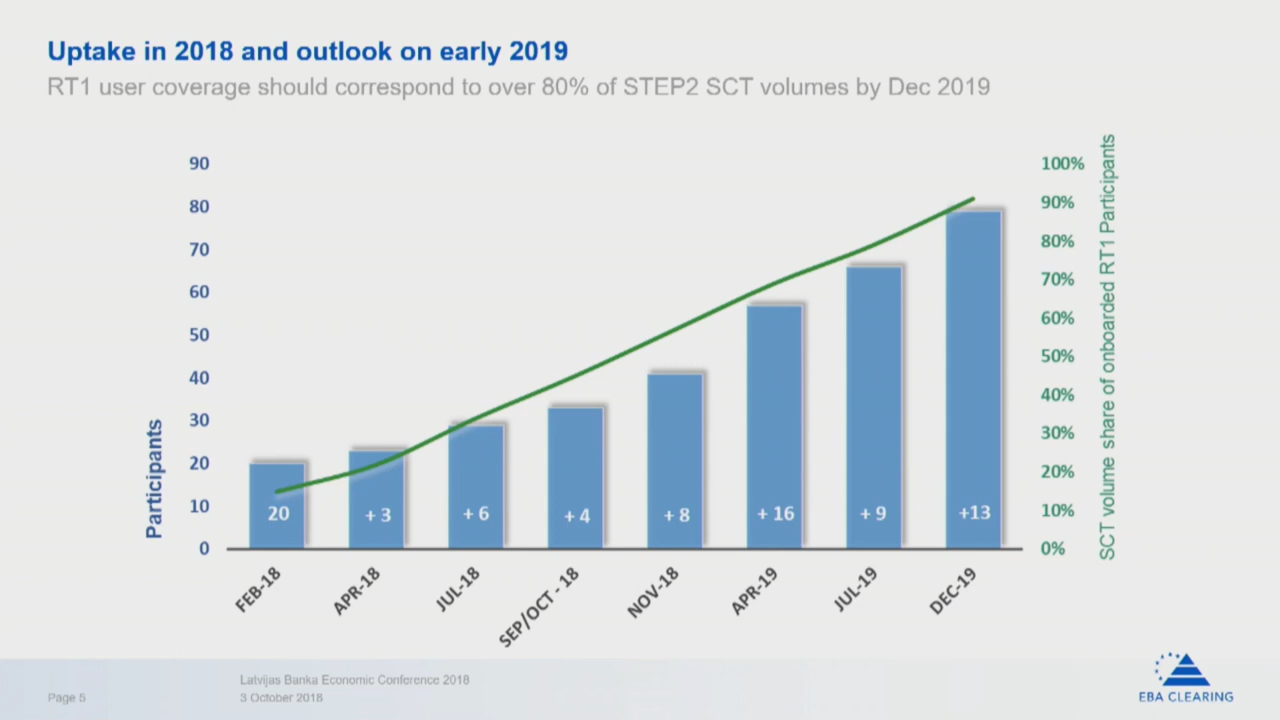 Uptake in 2018 and outlook on early 2019
RT1 user coverage should correspond to over 80% of STEP2 SCT volumes by Dec 2019
Participants
90
80
70
60
50
40
30
20
10
0
100%
90%
80%
70%
60%
50%
40%
30%
20%
10%
0%
SCT volume share of onboarded RT1 Participants
20
+ 3
+ 6
+ 4
+ 8
+ 16
+ 9
+13
FEB-18
APR-18
JUL-18
SEP/OCT - 18
NOV-18
APR-19
JUL-19
DEC-19
Latvijas Banka Economic Conference 2018
Page 5
3 October 2018
EBA CLEARING